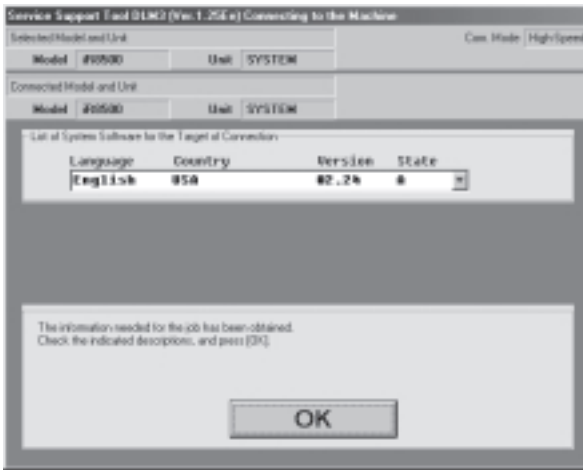 Service Support Tool DLM3 (Ver.1.25En) Connecting to the Machine
Selected Model and Unit Com. Mode High Speed
Model iR8500 Unit SYSTEM
Connected Model and Unit
Model iR8500 Unit SYSTEM
List of System Software for the Target of Connection
Language Country Version State
English USA 02.24 A
The information needed for the job has been obtained.
Check the indicated descriptions, and press [OK].
OK